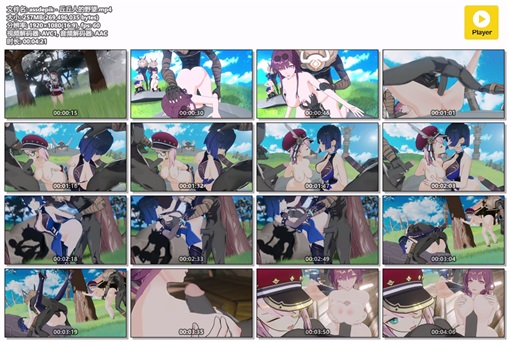 文件名: assdepik - 丘丘人的野望.mp4
大小: 257MB(269,496,035 bytes)
分辨率: 1920×1080(16:9), fps: 60
视频解码器: AVC1, 音频解码器: AAC
时长: 00:04:21
Player
00:00:15 00:00:30 00:00:46 00:01:01
00:01:16 00:01:32 00:01:47 00:02:03
00:02:18 00:02:33 00:02:49 00:03:04
00:03:19 00:03:35 00:03:50 00:04:06